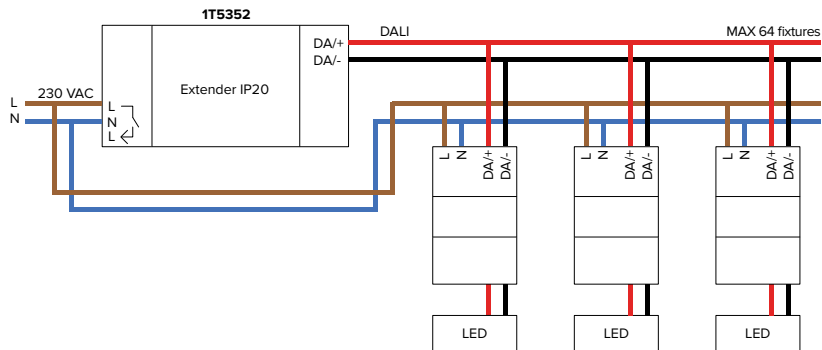 1T5352
DA/+
DALI
MAX 64 fixtures
DA/-
Extender IP20
230 VAC
L
L
N
N
L
L
N
DA/+
DA/-
L
N
DA/+
DA/-
L
N
DA/+
DA/-
LED
LED
LED